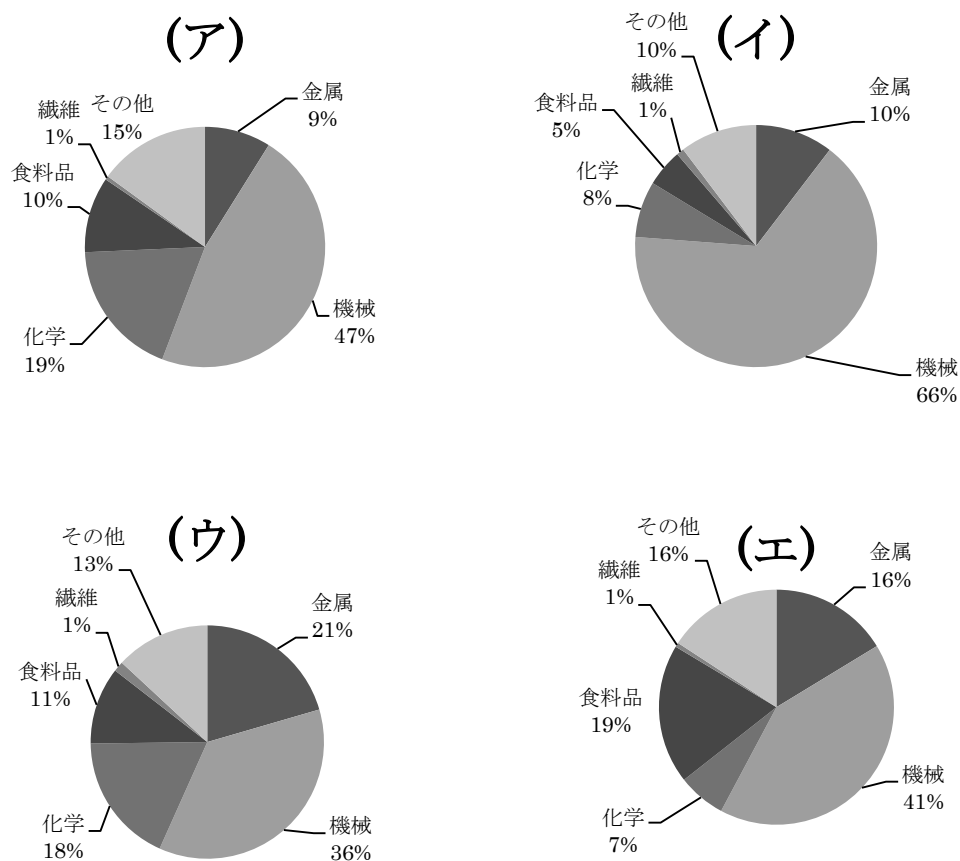 (ア)
金属
9%
機械
47%
化学
19%
食料品
10%
繊維
1%
その他
15%
(イ)
金属
10%
機械
66%
化学
8%
食料品
5%
繊維
1%
その他
10%
(ウ)
金属
21%
機械
36%
化学
18%
食料品
11%
繊維
1%
その他
13%
(エ)
金属
16%
機械
41%
化学
7%
食料品
19%
繊維
1%
その他
16%